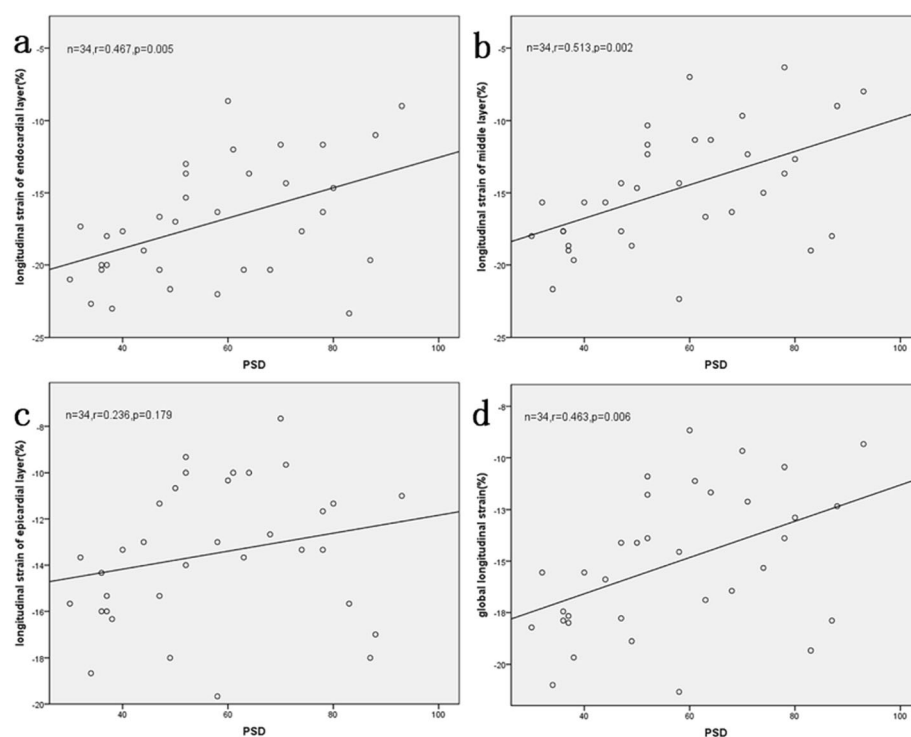 a
n=34,r=0.467,p=0.005
longitudinal strain of endocardial layer(%)
-5
-10
-15
-20
-25
40 60 80 100
PSD
b
n=34,r=0.513,p=0.002
longitudinal strain of middle layer(%)
-5
-10
-15
-20
-25
40 60 80 100
PSD
c
n=34,r=0.236,p=0.179
longitudinal strain of epicardial layer(%)
-8
-10
-12
-14
-16
-18
-20
40 60 80 100
PSD
d
n=34,r=0.463,p=0.006
global longitudinal strain(%)
-8
-10
-13
-15
-18
-20
40 60 80 100
PSD